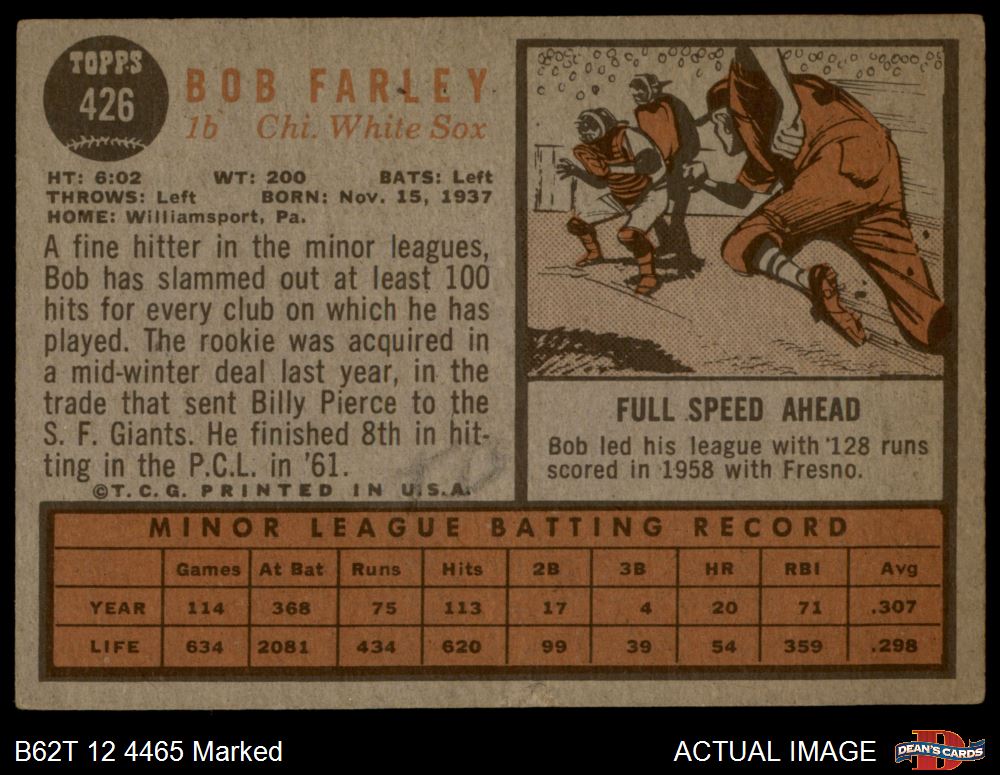 TOPPS
426
BOB FARLEY
1b Chi. White Sox
HT: 6:02 WT: 200 BATS: Left
THROWS: Left BORN: Nov. 15, 1937
HOME: Williamsport, Pa.
A fine hitter in the minor leagues,
Bob has slammed out at least 100
hits for every club on which he has
played. The rookie was acquired in
a mid-winter deal last year, in the
trade that sent Billy Pierce to the
S. F. Giants. He finished 8th in hit-
ting in the P.C.L. in '61.
©T. C. G. PRINTED IN U.S.A.
FULL SPEED AHEAD
Bob led his league with '128 runs
scored in 1958 with Fresno.
MINOR LEAGUE BATTING RECORD
Games At Bat Runs Hits 2B 3B HR RBI Avg
YEAR 114 368 75 113 17 4 20 71 .307
LIFE 634 2081 434 620 99 39 54 359 .298
B62T 12 4465 Marked
ACTUAL IMAGE
DEAN'S CARDS